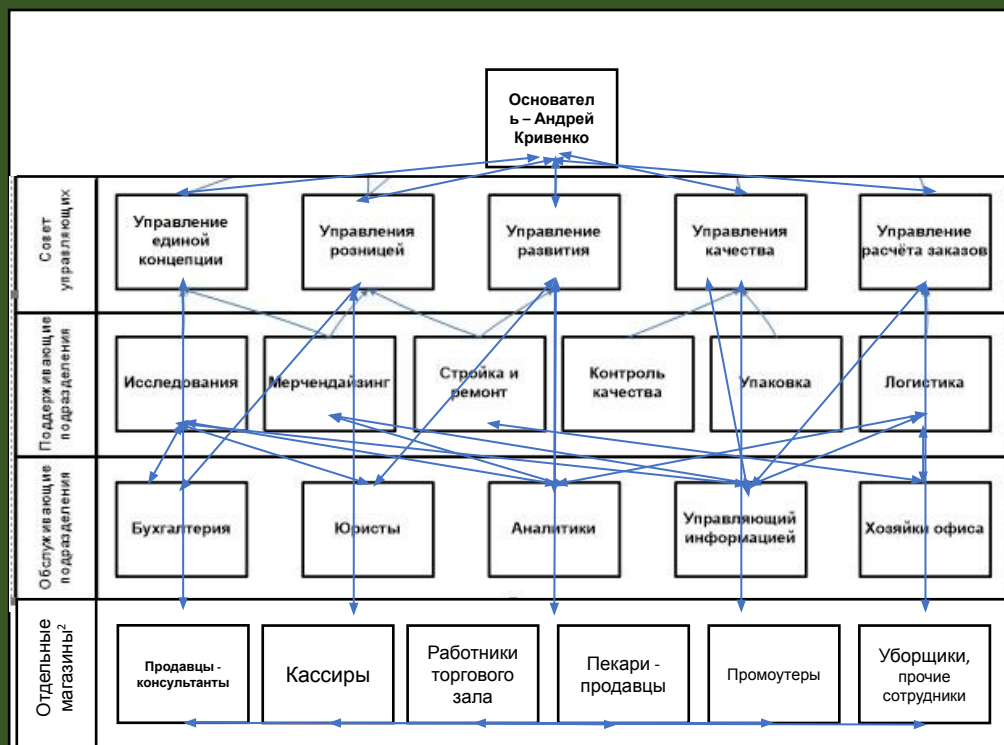 Основател
ь – Андрей
Кривенко
Совет
управляющих
Управление
единой
концепции
Управления
розницей
Управление
развития
Управления
качества
Управление
расчёта заказов
Поддерживающие
подразделения
Исследования
Мерчендайзинг
Стройка и
ремонт
Контроль
качества
Упаковка
Логистика
Обслуживающие
подразделения
Бухгалтерия
Юристы
Аналитики
Управляющий
информацией
Хозяйки офиса
Отдельные
магазины²
Продавцы -
консультанты
Кассиры
Работники
торгового
зала
Пекари -
продавцы
Промоутеры
Уборщики,
прочие
сотрудники